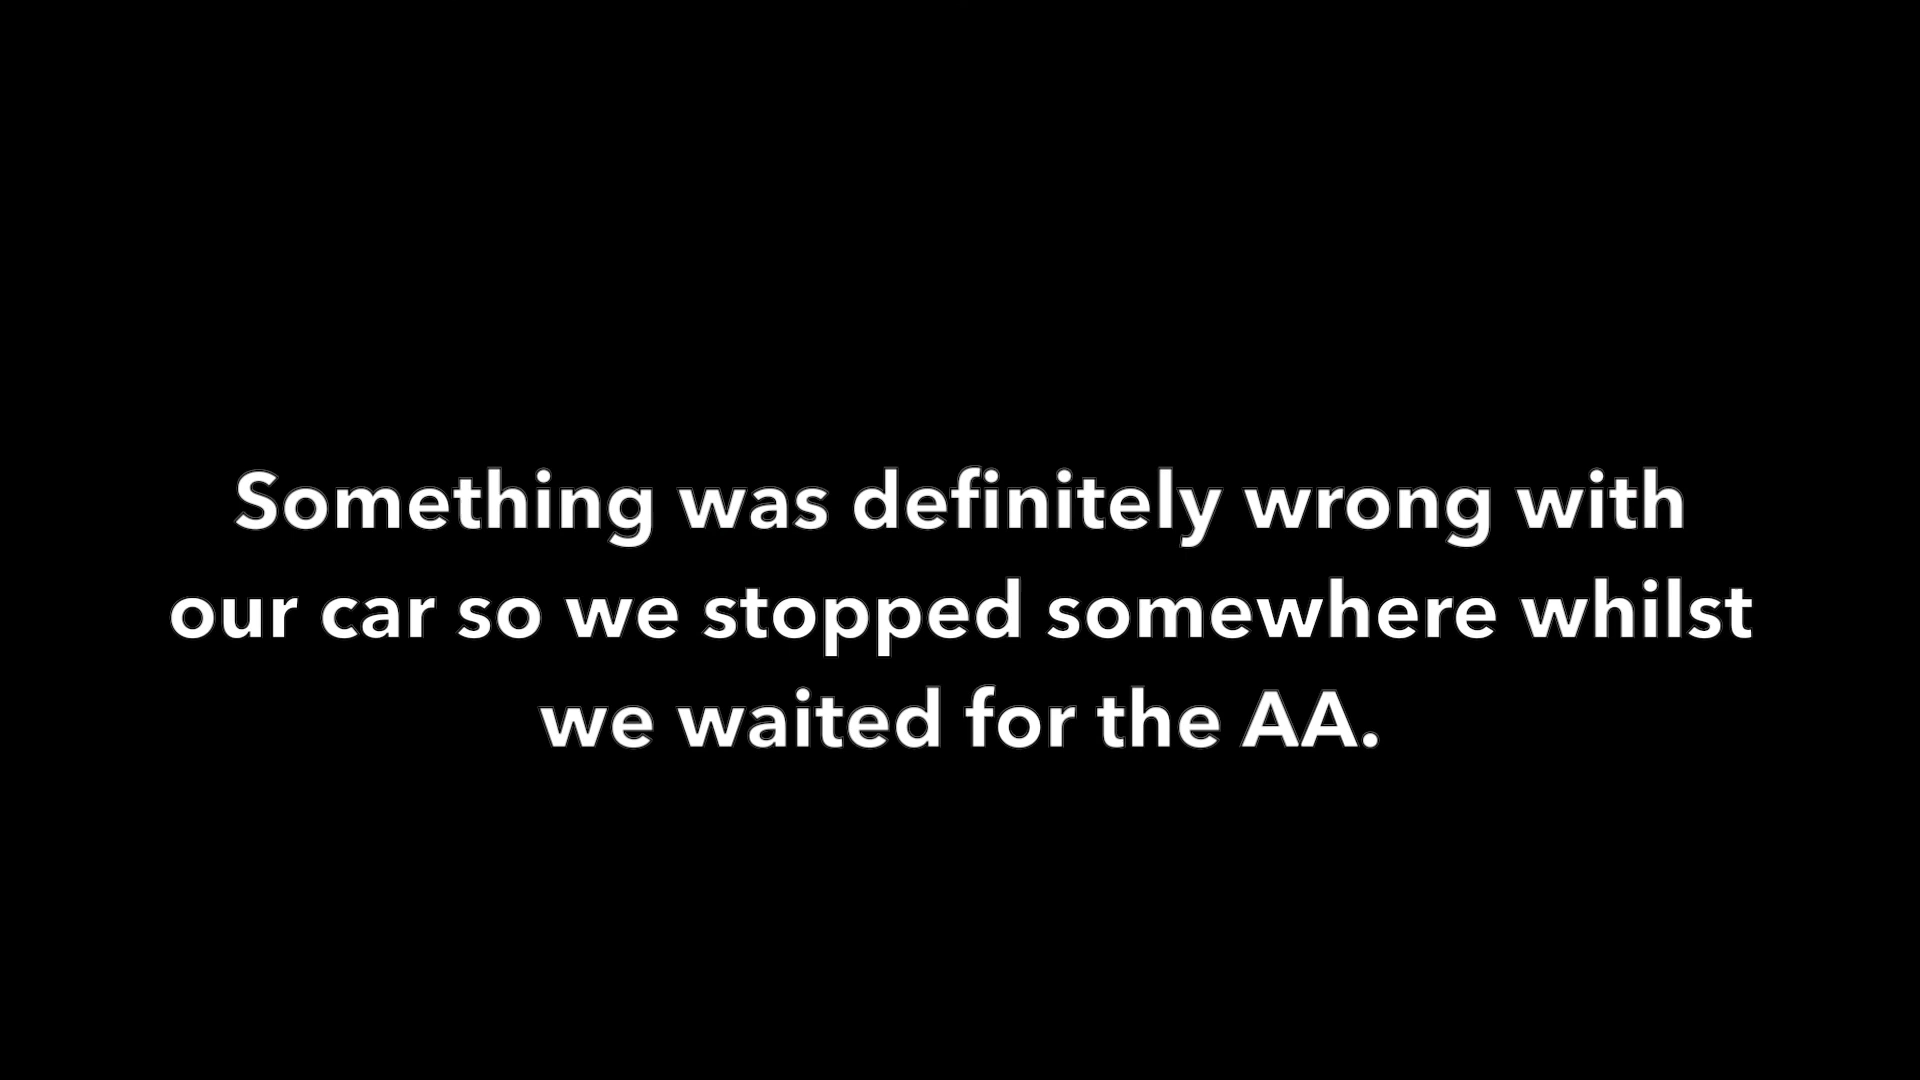 Something was definitely wrong with
our car so we stopped somewhere whilst
we waited for the AA.